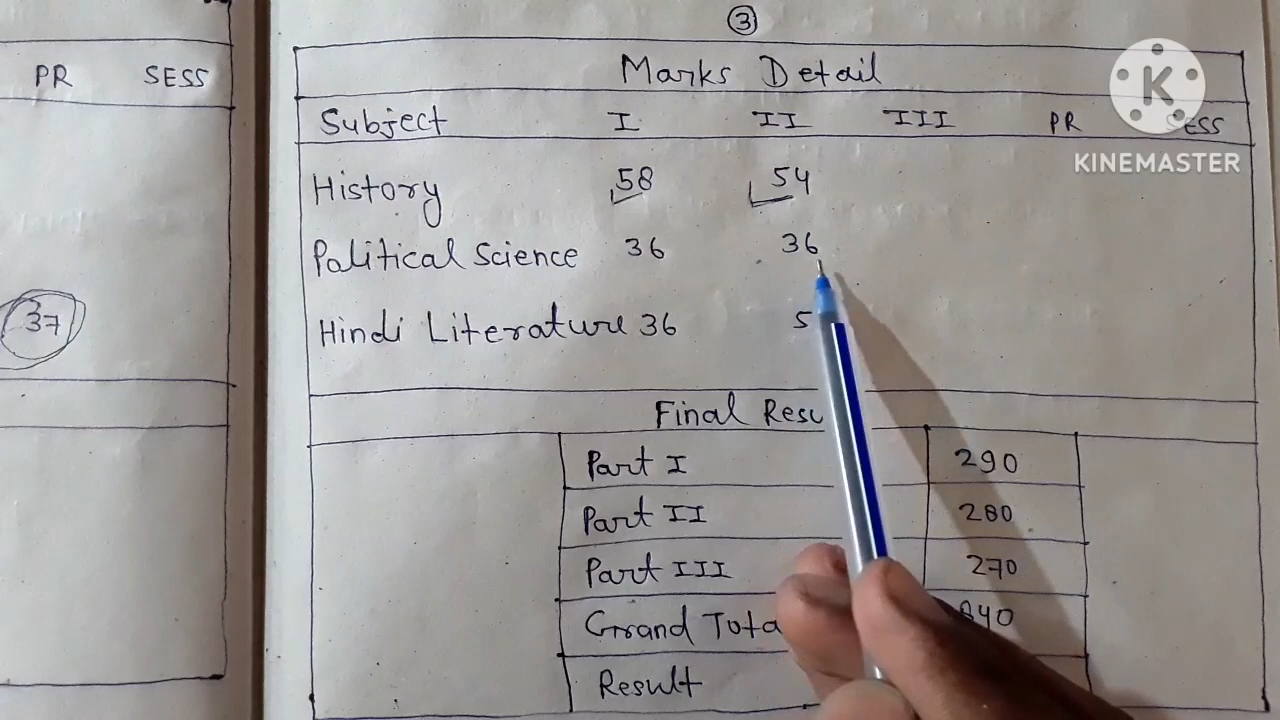 3
PR SESS
37
Marks Detail
Subject I II III PR SESS
History 58 54
Political Science 36 36
Hindi Literature 36 5
Final Resu
Part I 290
Part II 280
Part III 270
Grand Tota 840
Result
K
KINEMASTER